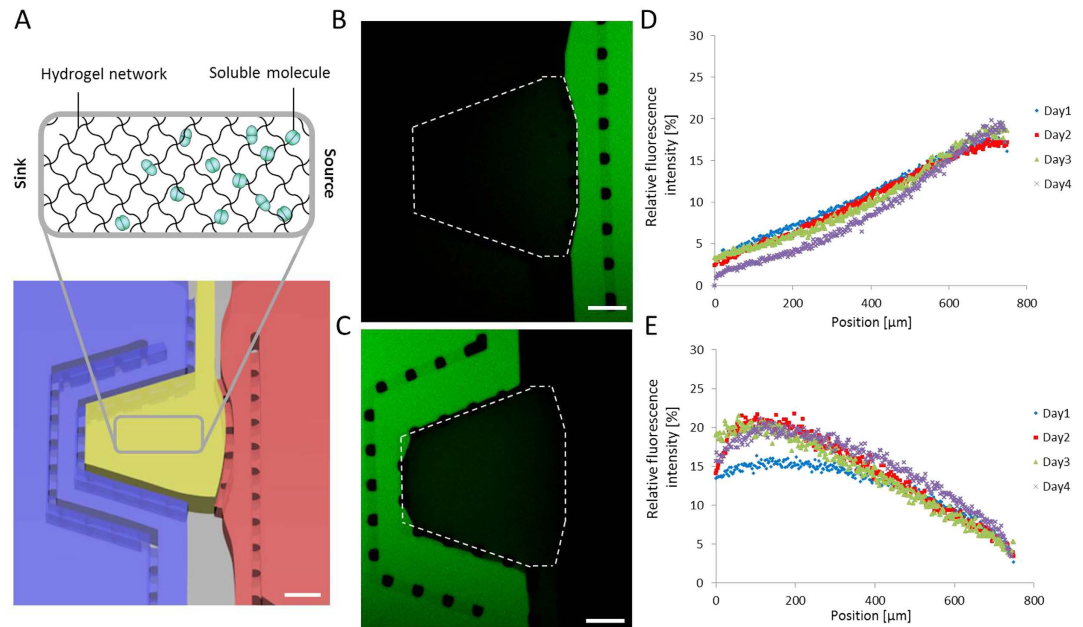 A
Hydrogel network
Soluble molecule
Sink
Source
B
C
D
Relative fluorescence
intensity [%]
30
25
20
15
10
5
0
0
200
400
600
800
Position [µm]
Day1
Day2
Day3
Day4
E
Relative fluorescence
intensity [%]
30
25
20
15
10
5
0
0
200
400
600
800
Position [µm]
Day1
Day2
Day3
Day4